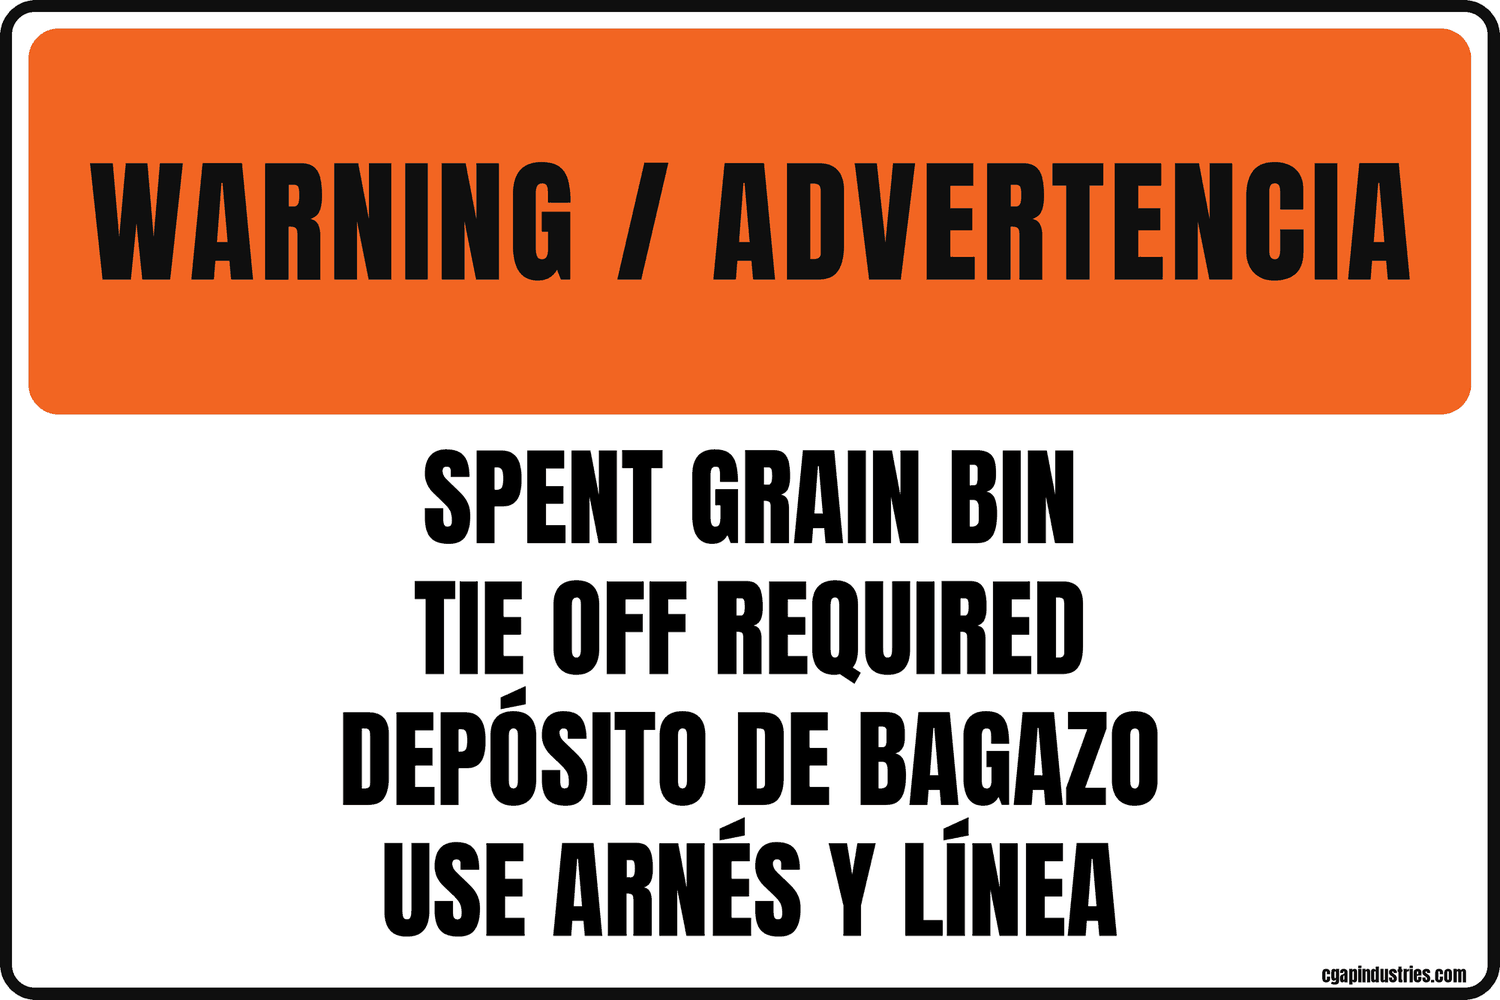 WARNING / ADVERTENCIA
SPENT GRAIN BIN
TIE OFF REQUIRED
DEPÓSITO DE BAGAZO
USE ARNÉS Y LÍNEA
cgapindustries.com